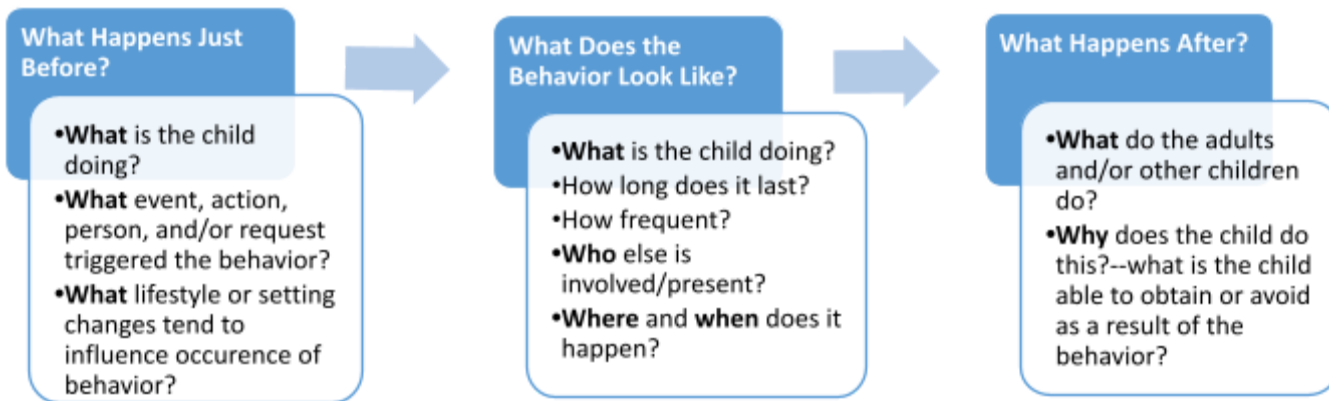 What Happens Just
Before?
•What is the child
doing?
•What event, action,
person, and/or request
triggered the behavior?
•What lifestyle or setting
changes tend to
influence occurence of
behavior?
What Does the
Behavior Look Like?
•What is the child doing?
•How long does it last?
•How frequent?
•Who else is
involved/present?
•Where and when does it
happen?
What Happens After?
•What do the adults
and/or other children
do?
•Why does the child do
this?--what is the child
able to obtain or avoid
as a result of the
behavior?